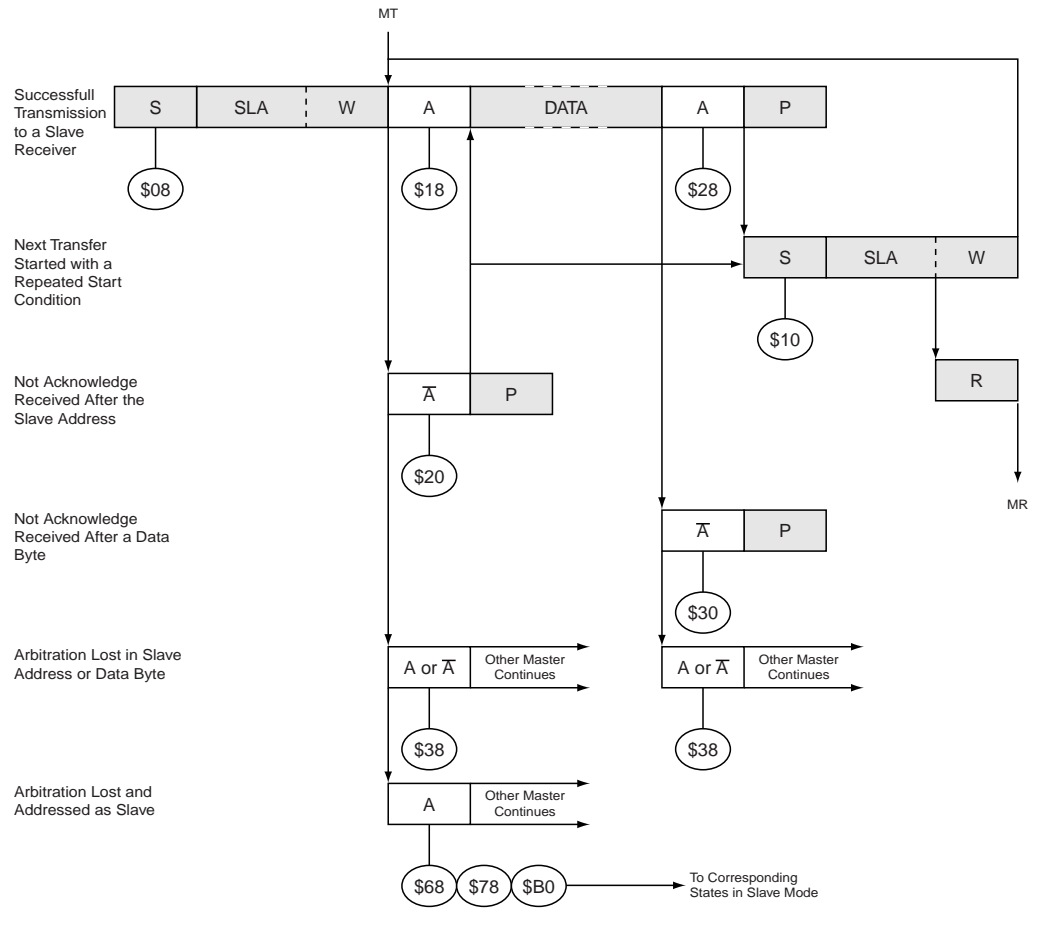 MT
Successfull
Transmission
to a Slave
Receiver
S
SLA
W
A
DATA
A
P
$08
$18
$28
Next Transfer
Started with a
Repeated Start
Condition
S
SLA
W
$10
Not Acknowledge
Received After the
Slave Address
A̅
P
R
$20
MR
Not Acknowledge
Received After a Data
Byte
A̅
P
$30
Arbitration Lost in Slave
Address or Data Byte
A or A̅
Other Master
Continues
A or A̅
Other Master
Continues
$38
$38
Arbitration Lost and
Addressed as Slave
A
Other Master
Continues
$68
$78
$B0
To Corresponding
States in Slave Mode